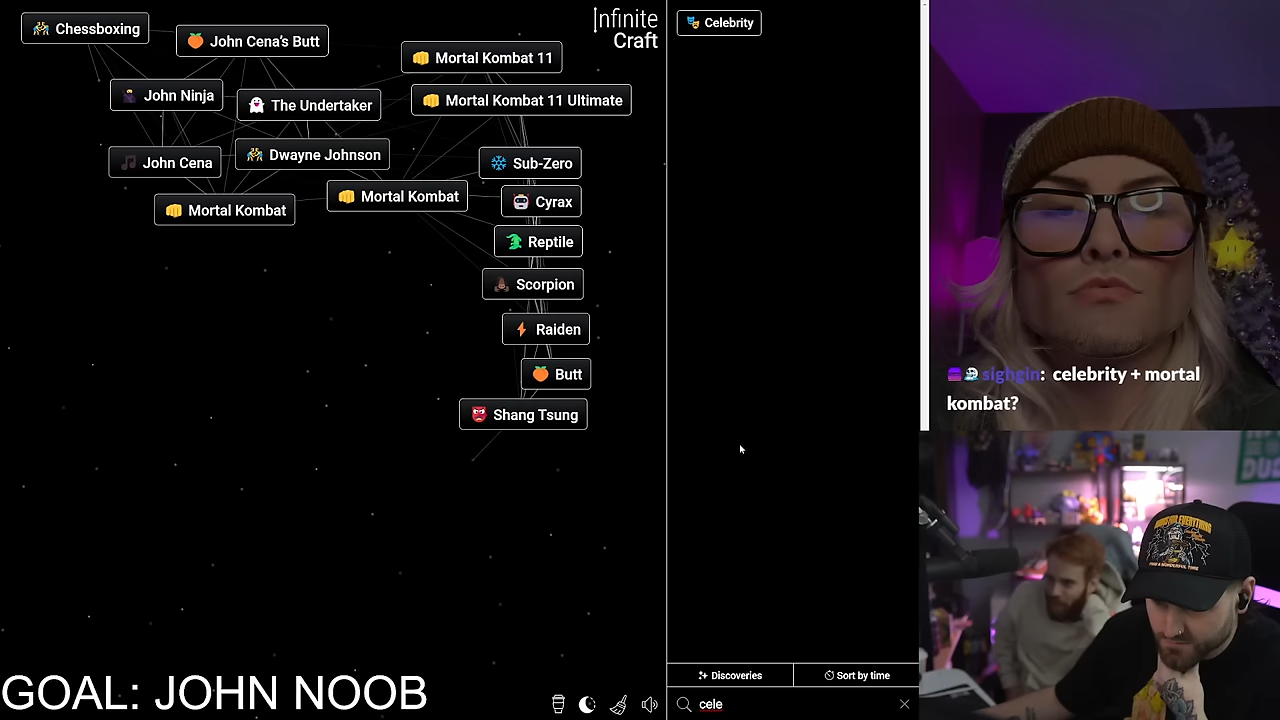 Chessboxing
John Cena's Butt
Mortal Kombat 11
Infinite
Craft
John Ninja
The Undertaker
Mortal Kombat 11 Ultimate
John Cena
Dwayne Johnson
Sub-Zero
Mortal Kombat
Mortal Kombat
Cyrax
Reptile
Scorpion
Raiden
Butt
Shang Tsung
GOAL: JOHN NOOB
Celebrity
Discoveries
Sort by time
cele
sighgin: celebrity + mortal
kombat?